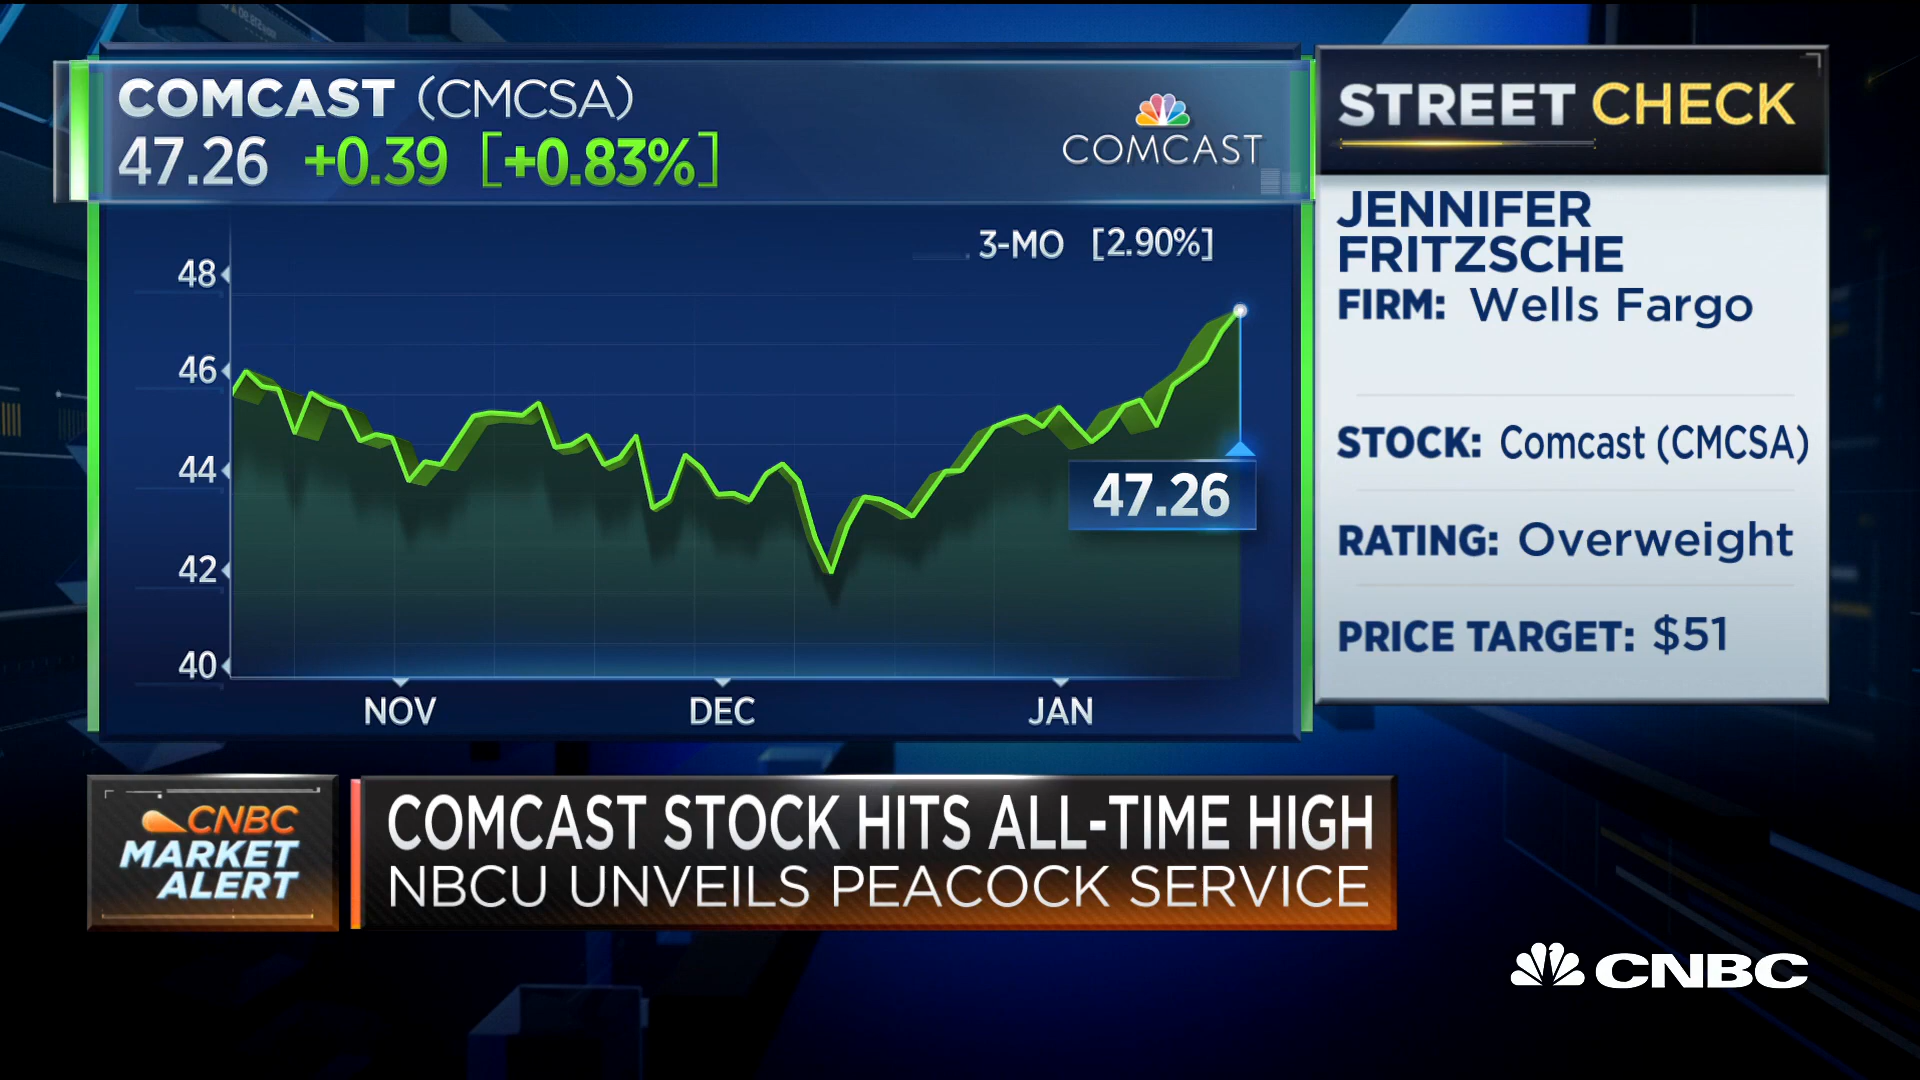 COMCAST (CMCSA)
47.26 +0.39 [+0.83%]
COMCAST
3-MO [2.90%]
48
46
44
42
40
47.26
NOV DEC JAN
STREET CHECK
JENNIFER
FRITZSCHE
FIRM: Wells Fargo
STOCK: Comcast (CMCSA)
RATING: Overweight
PRICE TARGET: $51
CNBC
MARKET
ALERT
COMCAST STOCK HITS ALL-TIME HIGH
NBCU UNVEILS PEACOCK SERVICE
CNBC